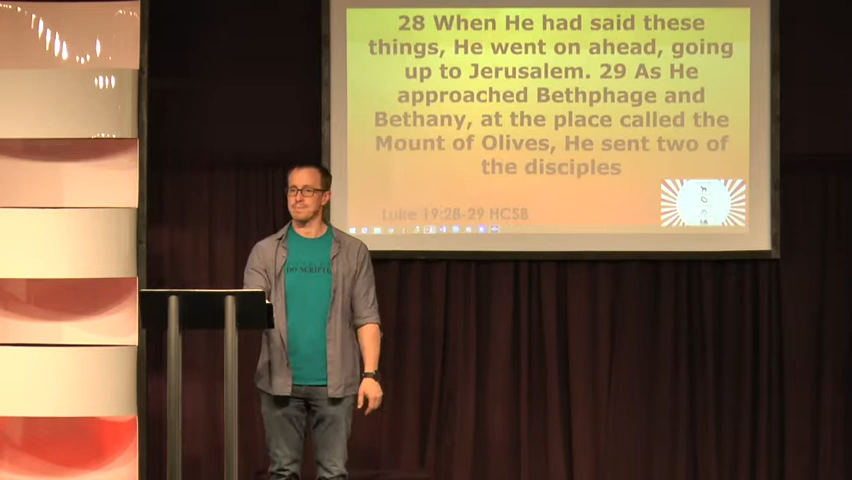 28 When He had said these
things, He went on ahead, going
up to Jerusalem. 29 As He
approached Bethphage and
Bethany, at the place called the
Mount of Olives, He sent two of
the disciples
Luke 19:28-29 HCSB